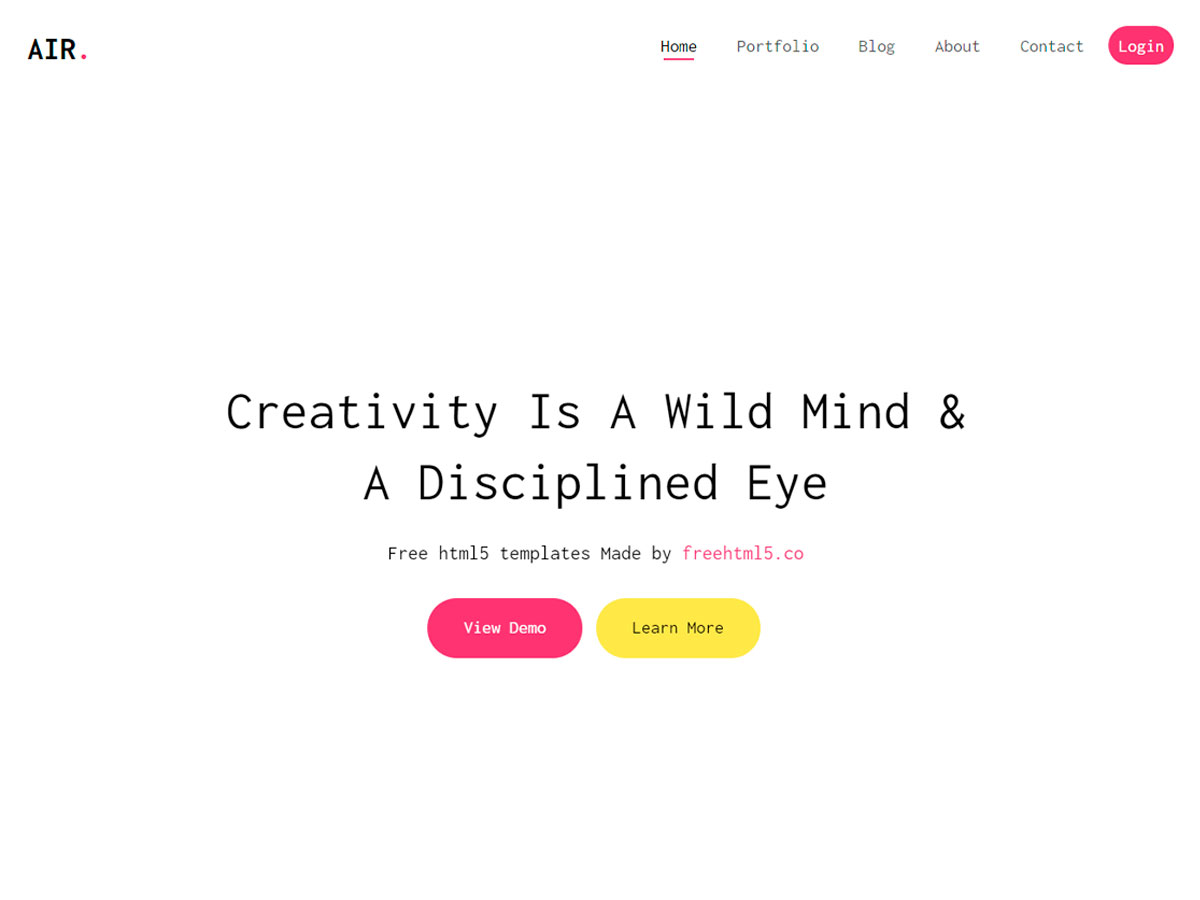 AIR.
Home Portfolio Blog About Contact Login
Creativity Is A Wild Mind &
A Disciplined Eye
Free html5 templates Made by freehtml5.co
View Demo Learn More